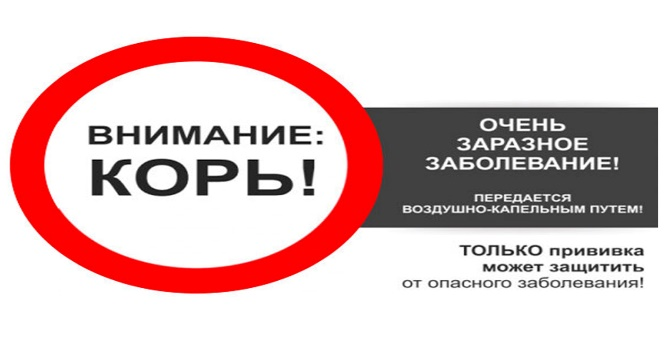 ВНИМАНИЕ:
КОРЬ!
ОЧЕНЬ
ЗАРАЗНОЕ
ЗАБОЛЕВАНИЕ!
ПЕРЕДАЕТСЯ
ВОЗДУШНО-КАПЕЛЬНЫМ ПУТЕМ!
ТОЛЬКО прививка
может защитить
от опасного заболевания!